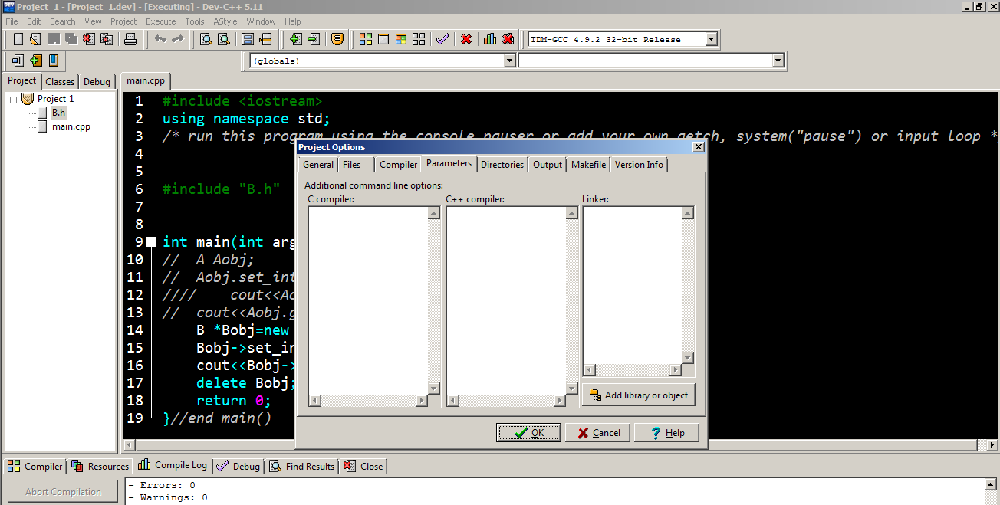 Project_1 - [Project_1.dev] - [Executing] - Dev-C++ 5.11
File Edit Search View Project Execute Tools AStyle Window Help
TDM-GCC 4.9.2 32-bit Release
(globals)
Project Classes Debug
main.cpp
Project_1
B.h
main.cpp
1 #include <iostream>
2 using namespace std;
3 /* run this program using the console pauser or add your own getch, system("pause") or input loop *
4
5
6 #include "B.h"
7
8
9 int main(int arg
10 // A Aobj;
11 // Aobj.set_int
12 //// cout<<Ao
13 // cout<<Aobj.g
14 B *Bobj=new
15 Bobj->set_in
16 cout<<Bobj->
17 delete Bobj;
18 return 0;
19 }//end main()
Project Options
General Files Compiler Parameters Directories Output Makefile Version Info
Additional command line options:
C compiler: C++ compiler: Linker:
Add library or object
OK Cancel Help
Compiler Resources Compile Log Debug Find Results Close
Abort Compilation
- Errors: 0
- Warnings: 0